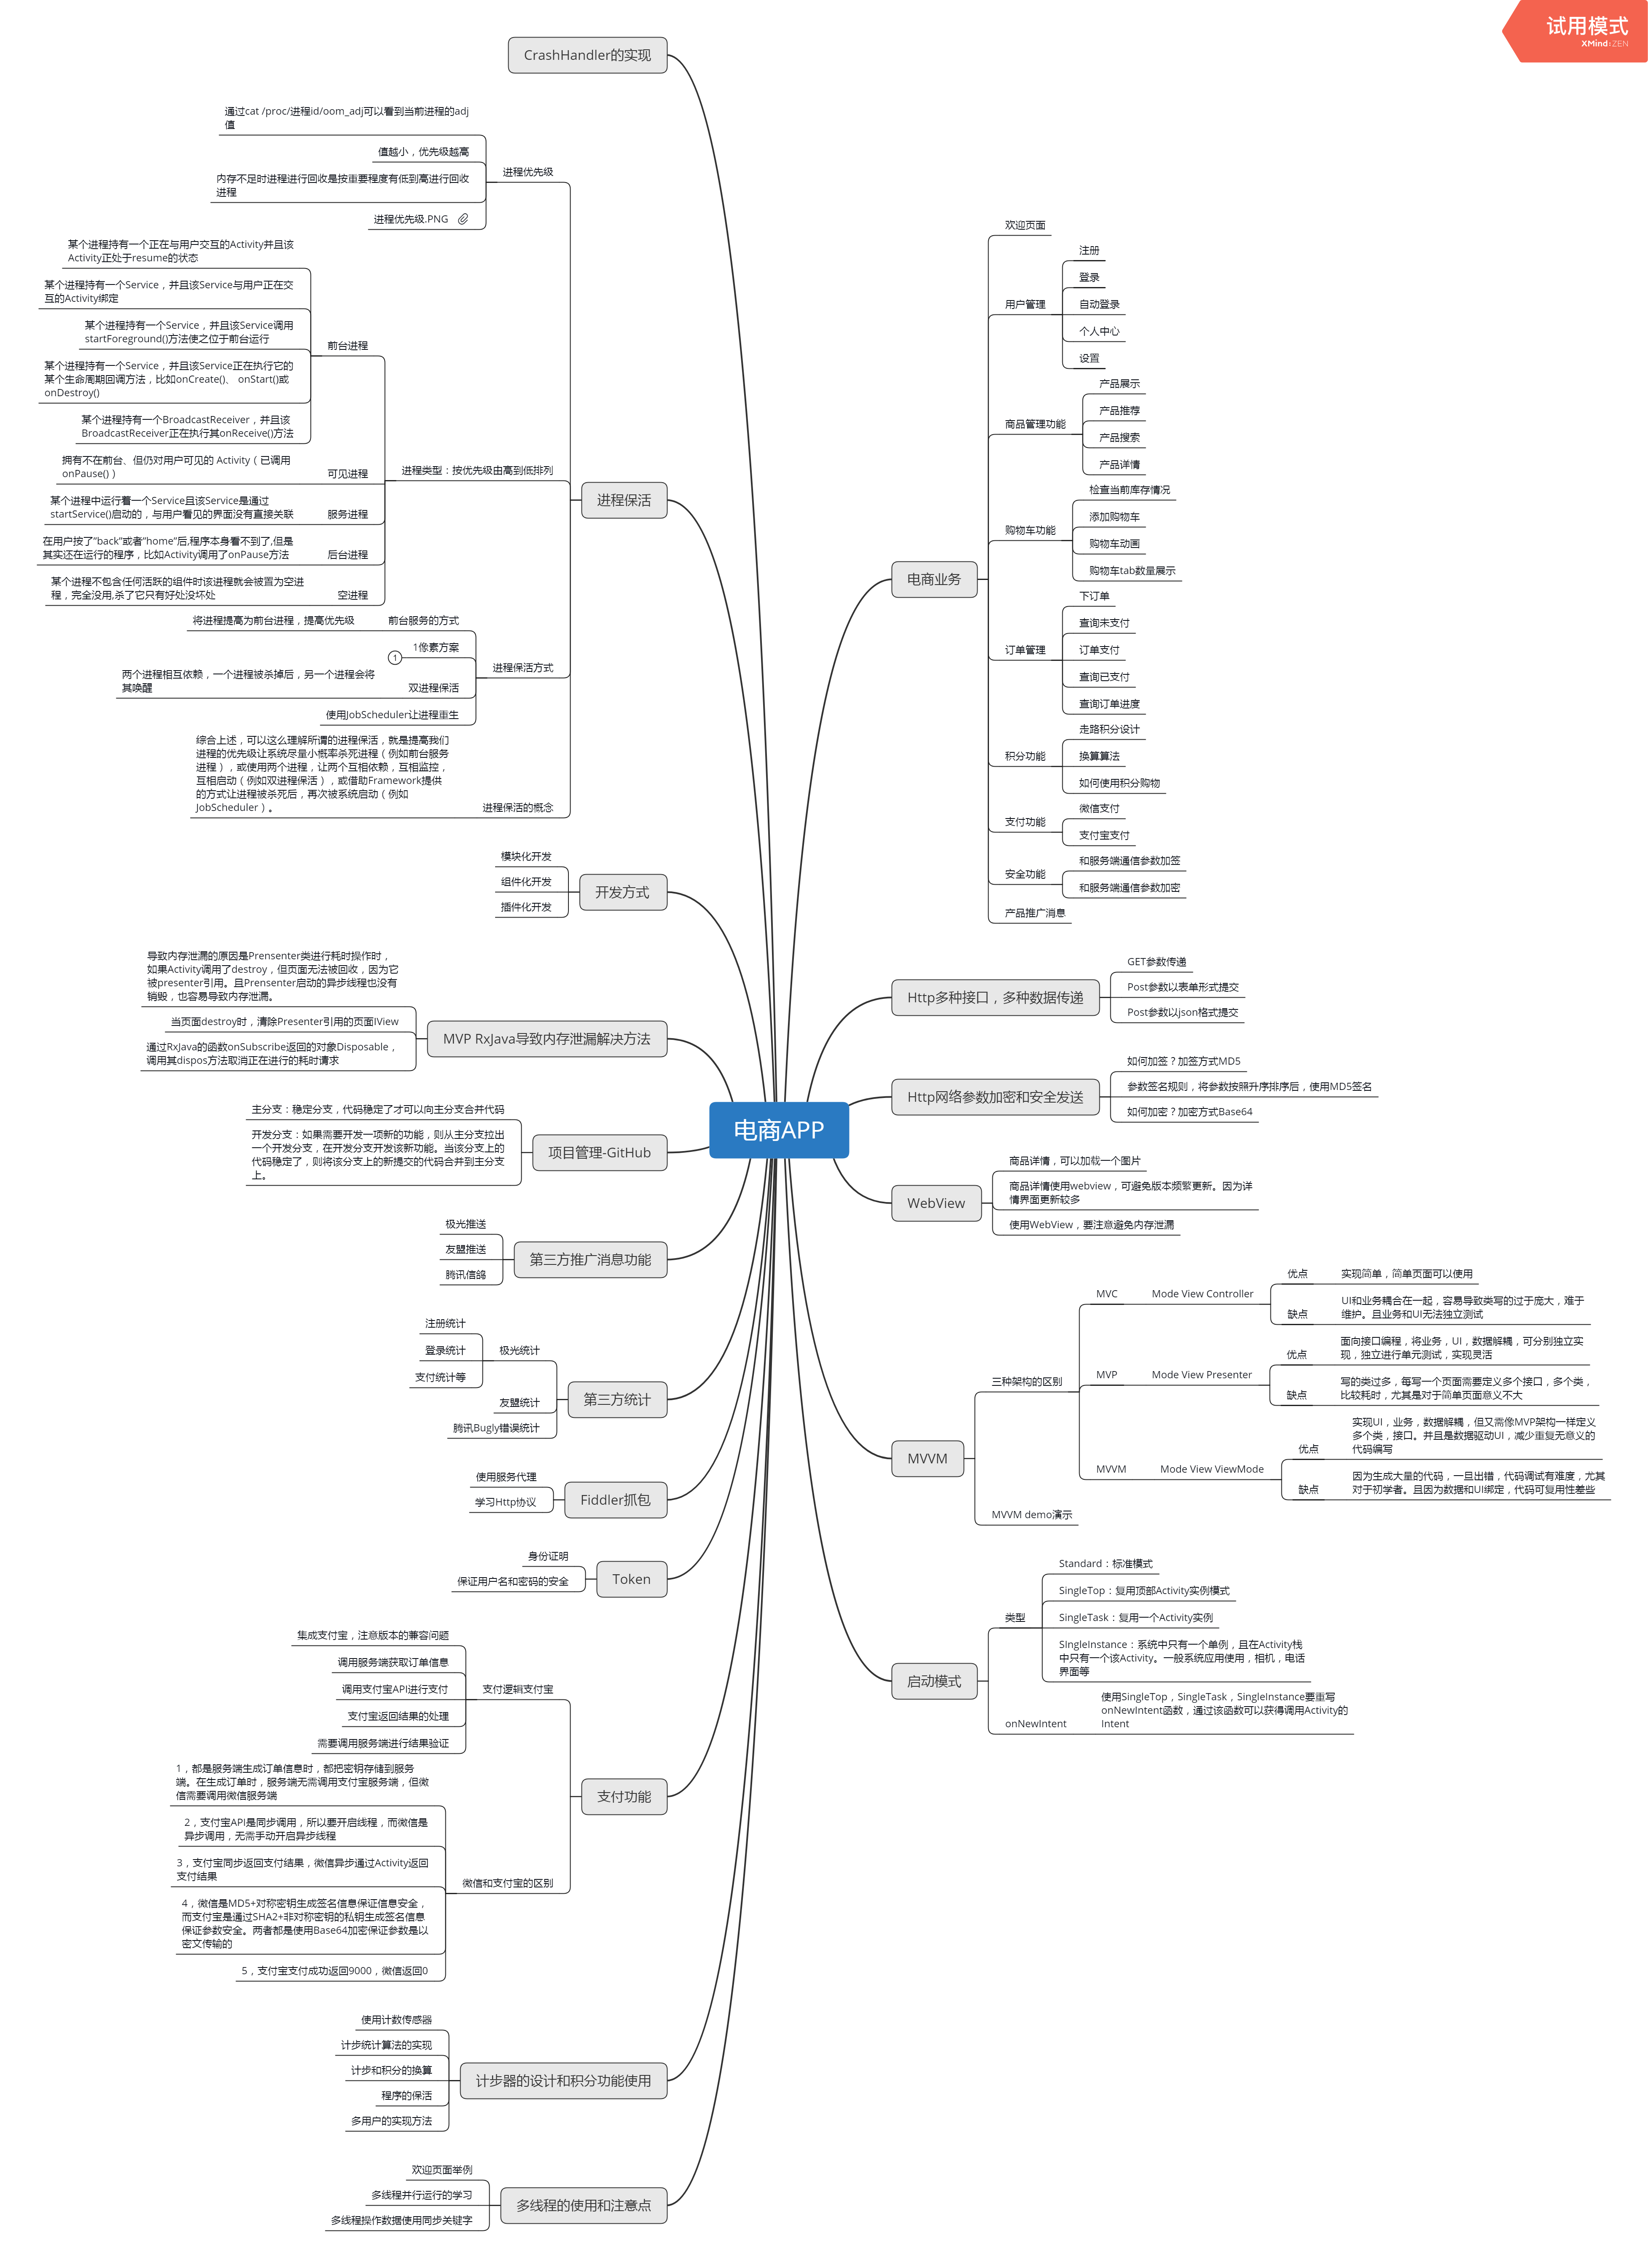 试用模式
XMind:ZEN
电商APP
CrashHandler的实现
进程保活
进程优先级
通过cat /proc/进程id/oom_adj可以看到当前进程的adj
值
值越小，优先级越高
内存不足时进程进行回收是按重要程度有低到高进行回收
进程
进程优先级.PNG
进程类型：按优先级由高到低排列
前台进程
某个进程持有一个正在与用户交互的Activity并且该
Activity正处于resume的状态
某个进程持有一个Service，并且该Service与用户正在交
互的Activity绑定
某个进程持有一个Service，并且该Service调用
startForeground()方法使之位于前台运行
某个进程持有一个Service，并且该Service正在执行它的
某个生命周期回调方法，比如onCreate()、 onStart()或
onDestroy()
某个进程持有一个BroadcastReceiver，并且该
BroadcastReceiver正在执行其onReceive()方法
可见进程
拥有不在前台、但仍对用户可见的 Activity（已调用
onPause()）
服务进程
某个进程中运行着一个Service且该Service是通过
startService()启动的，与用户看见的界面没有直接关联
后台进程
在用户按了"back"或者"home"后,程序本身看不到了,但是
其实还在运行的程序，比如Activity调用了onPause方法
空进程
某个进程不包含任何活跃的组件时该进程就会被置为空进
程，完全没用,杀了它只有好处没坏处
进程保活方式
前台服务的方式
将进程提高为前台进程，提高优先级
1像素方案
1
双进程保活
两个进程相互依赖，一个进程被杀掉后，另一个进程会将
其唤醒
使用JobScheduler让进程重生
进程保活的概念
综合上述，可以这么理解所谓的进程保活，就是提高我们
进程的优先级让系统尽量小概率杀死进程（例如前台服务
进程），或使用两个进程，让两个互相依赖，互相监控，
互相启动（例如双进程保活），或借助Framework提供
的方式让进程被杀死后，再次被系统启动（例如
JobScheduler）。
开发方式
模块化开发
组件化开发
插件化开发
MVP RxJava导致内存泄漏解决方法
导致内存泄漏的原因是Prensenter类进行耗时操作时，
如果Activity调用了destroy，但页面无法被回收，因为它
被presenter引用。且Prensenter启动的异步线程也没有
销毁，也容易导致内存泄漏。
当页面destroy时，清除Presenter引用的页面IView
通过RxJava的函数onSubscribe返回的对象Disposable，
调用其dispos方法取消正在进行的耗时请求
项目管理-GitHub
主分支：稳定分支，代码稳定了才可以向主分支合并代码
开发分支：如果需要开发一项新的功能，则从主分支拉出
一个开发分支，在开发分支开发该新功能。当该分支上的
代码稳定了，则将该分支上的新提交的代码合并到主分支
上。
第三方推广消息功能
极光推送
友盟推送
腾讯信鸽
第三方统计
极光统计
注册统计
登录统计
支付统计等
友盟统计
腾讯Bugly错误统计
Fiddler抓包
使用服务代理
学习Http协议
Token
身份证明
保证用户名和密码的安全
支付功能
支付逻辑支付宝
集成支付宝，注意版本的兼容问题
调用服务端获取订单信息
调用支付宝API进行支付
支付宝返回结果的处理
需要调用服务端进行结果验证
微信和支付宝的区别
1，都是服务端生成订单信息时，都把密钥存储到服务
端。在生成订单时，服务端无需调用支付宝服务端，但微
信需要调用微信服务端
2，支付宝API是同步调用，所以要开启线程，而微信是
异步调用，无需手动开启异步线程
3，支付宝同步返回支付结果，微信异步通过Activity返回
支付结果
4，微信是MD5+对称密钥生成签名信息保证信息安全，
而支付宝是通过SHA2+非对称密钥的私钥生成签名信息
保证参数安全。两者都是使用Base64加密保证参数是以
密文传输的
5，支付宝支付成功返回9000，微信返回0
计步器的设计和积分功能使用
使用计数传感器
计步统计算法的实现
计步和积分的换算
程序的保活
多用户的实现方法
多线程的使用和注意点
欢迎页面举例
多线程并行运行的学习
多线程操作数据使用同步关键字
电商业务
欢迎页面
用户管理
注册
登录
自动登录
个人中心
设置
商品管理功能
产品展示
产品推荐
产品搜索
产品详情
购物车功能
检查当前库存情况
添加购物车
购物车动画
购物车tab数量展示
订单管理
下订单
查询未支付
订单支付
查询已支付
查询订单进度
积分功能
走路积分设计
换算算法
如何使用积分购物
支付功能
微信支付
支付宝支付
安全功能
和服务端通信参数加签
和服务端通信参数加密
产品推广消息
Http多种接口，多种数据传递
GET参数传递
Post参数以表单形式提交
Post参数以json格式提交
Http网络参数加密和安全发送
如何加签？加签方式MD5
参数签名规则，将参数按照升序排序后，使用MD5签名
如何加密？加密方式Base64
WebView
商品详情，可以加载一个图片
商品详情使用webview，可避免版本频繁更新。因为详
情界面更新较多
使用WebView，要注意避免内存泄漏
MVVM
三种架构的区别
MVC
Mode View Controller
优点
实现简单，简单页面可以使用
缺点
UI和业务耦合在一起，容易导致类写的过于庞大，难于
维护。且业务和UI无法独立测试
MVP
Mode View Presenter
优点
面向接口编程，将业务，UI，数据解耦，可分别独立实
现，独立进行单元测试，实现灵活
缺点
写的类过多，每写一个页面需要定义多个接口，多个类，
比较耗时，尤其是对于简单页面意义不大
MVVM
Mode View ViewMode
优点
实现UI，业务，数据解耦，但又需像MVP架构一样定义
多个类，接口。并且是数据驱动UI，减少重复无意义的
代码编写
缺点
因为生成大量的代码，一旦出错，代码调试有难度，尤其
对于初学者。且因为数据和UI绑定，代码可复用性差些
MVVM demo演示
启动模式
类型
Standard：标准模式
SingleTop：复用顶部Activity实例模式
SingleTask：复用一个Activity实例
SIngleInstance：系统中只有一个单例，且在Activity栈
中只有一个该Activity。一般系统应用使用，相机，电话
界面等
onNewIntent
使用SingleTop，SingleTask，SingleInstance要重写
onNewIntent函数，通过该函数可以获得调用Activity的
Intent